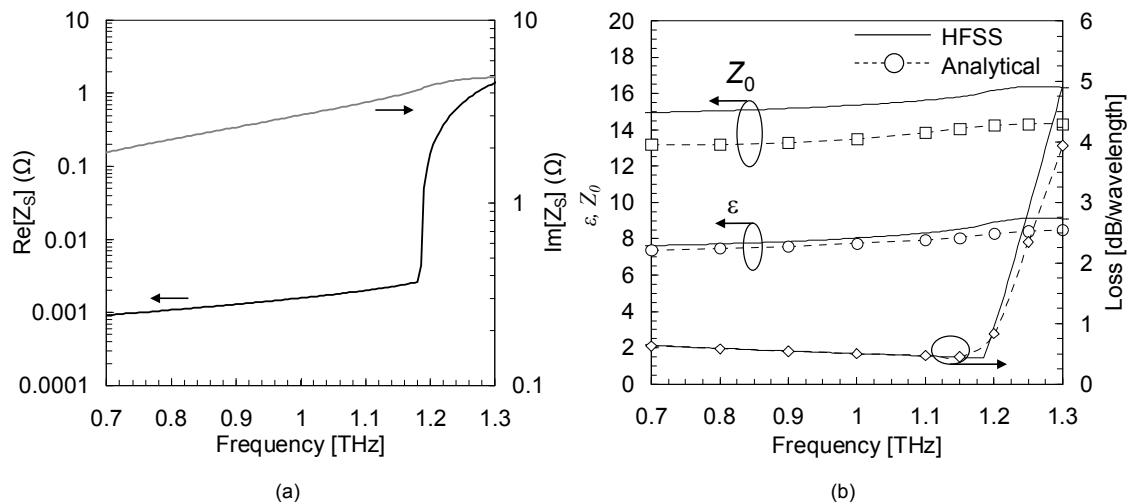 10
1
0.1
0.01
0.001
0.0001
Re[Z_S] (Ω)
10
1
0.1
Im[Z_S] (Ω)
0.7 0.8 0.9 1 1.1 1.2 1.3
Frequency [THz]
(a)
20
18
16
14
12
10
8
6
4
2
0
ε, Z_0
HFSS
Analytical
Z_0
ε
6
5
4
3
2
1
0
Loss [dB/wavelength]
0.7 0.8 0.9 1 1.1 1.2 1.3
Frequency [THz]
(b)